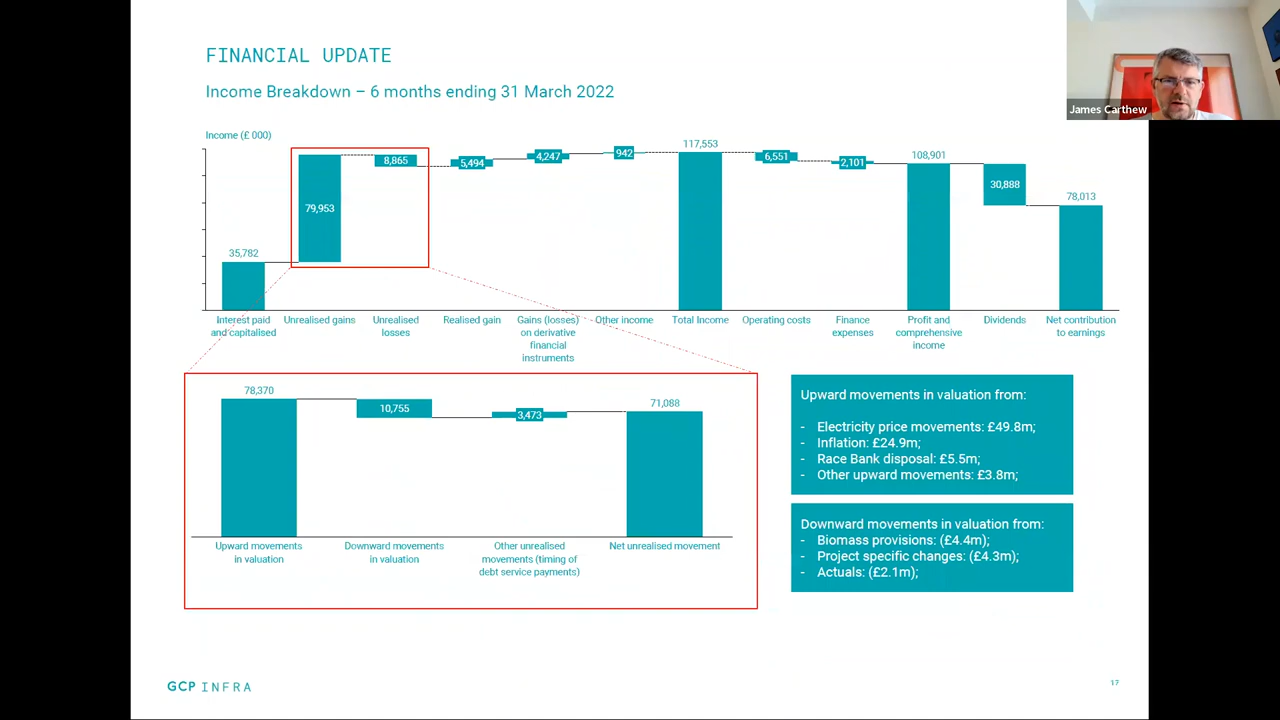 FINANCIAL UPDATE
Income Breakdown – 6 months ending 31 March 2022
James Carthew
Income (£ 000)
35,782
79,953
8,865
5,494
4,247
942
117,553
6,551
2,101
108,901
30,888
78,013
Interest paid
and capitalised
Unrealised gains
Unrealised
losses
Realised gain
Gains (losses)
on derivative
financial
instruments
Other income
Total Income
Operating costs
Finance
expenses
Profit and
comprehensive
income
Dividends
Net contribution
to earnings
78,370
10,755
3,473
71,088
Upward movements
in valuation
Downward movements
in valuation
Other unrealised
movements (timing of
debt service payments)
Net unrealised movement
Upward movements in valuation from:
- Electricity price movements: £49.8m;
- Inflation: £24.9m;
- Race Bank disposal: £5.5m;
- Other upward movements: £3.8m;
Downward movements in valuation from:
- Biomass provisions: (£4.4m);
- Project specific changes: (£4.3m);
- Actuals: (£2.1m);
GCP INFRA
17